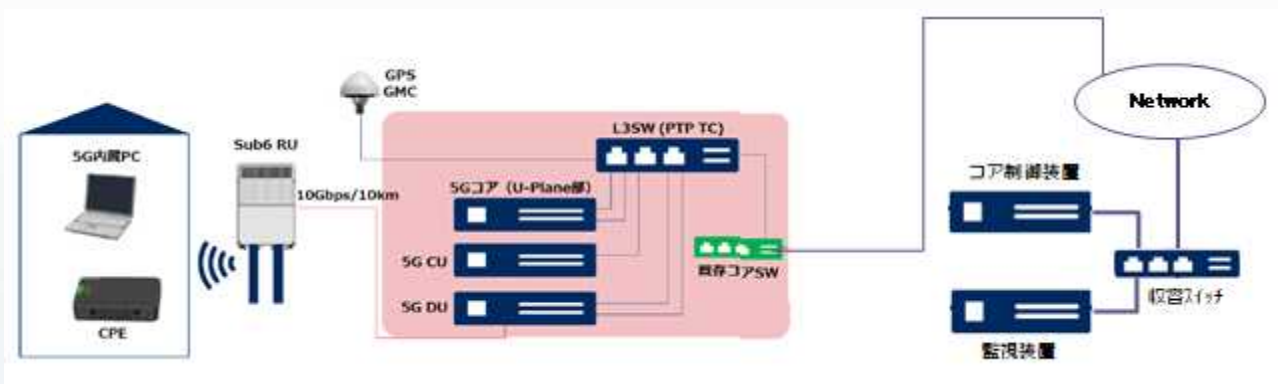 GPS
GMC
L3SW (PTP TC)
5G内蔵PC
Sub6 RU
10Gbps/10km
5Gコア（U-Plane部）
5G CU
5G DU
既存コアSW
CPE
Network
コア制御装置
収容スイッチ
監視装置